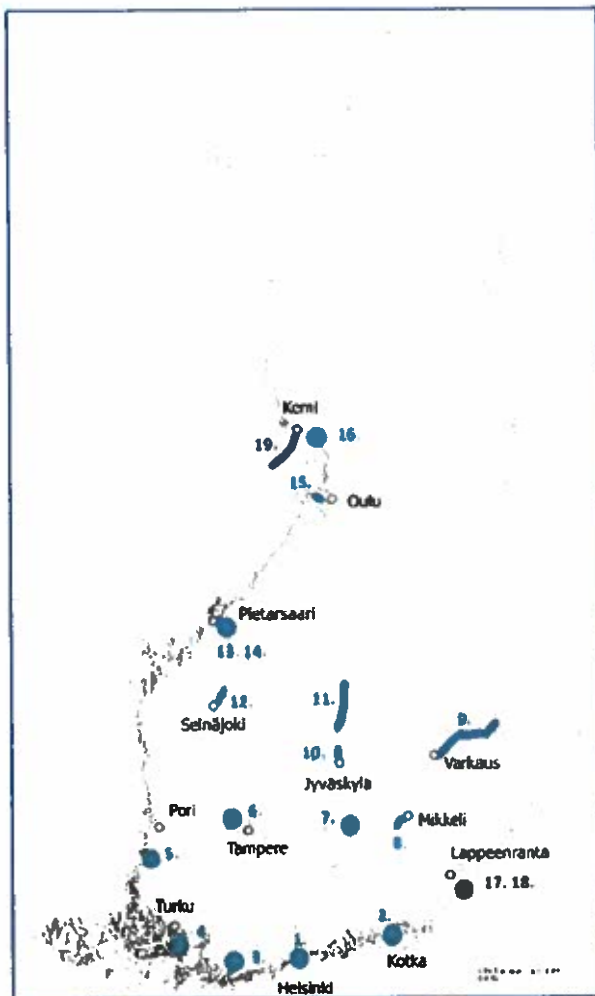 Kemi
19.
16.
15.
Oulu
Pietarsaari
13. 14.
12.
11.
Seinäjoki
9.
10.
Varkaus
Jyväskylä
Pori
6.
7.
Mikkeli
Tampere
8.
5.
Lappeenranta
17. 18.
Turku
4.
3.
1.
2.
Kotka
Helsinki